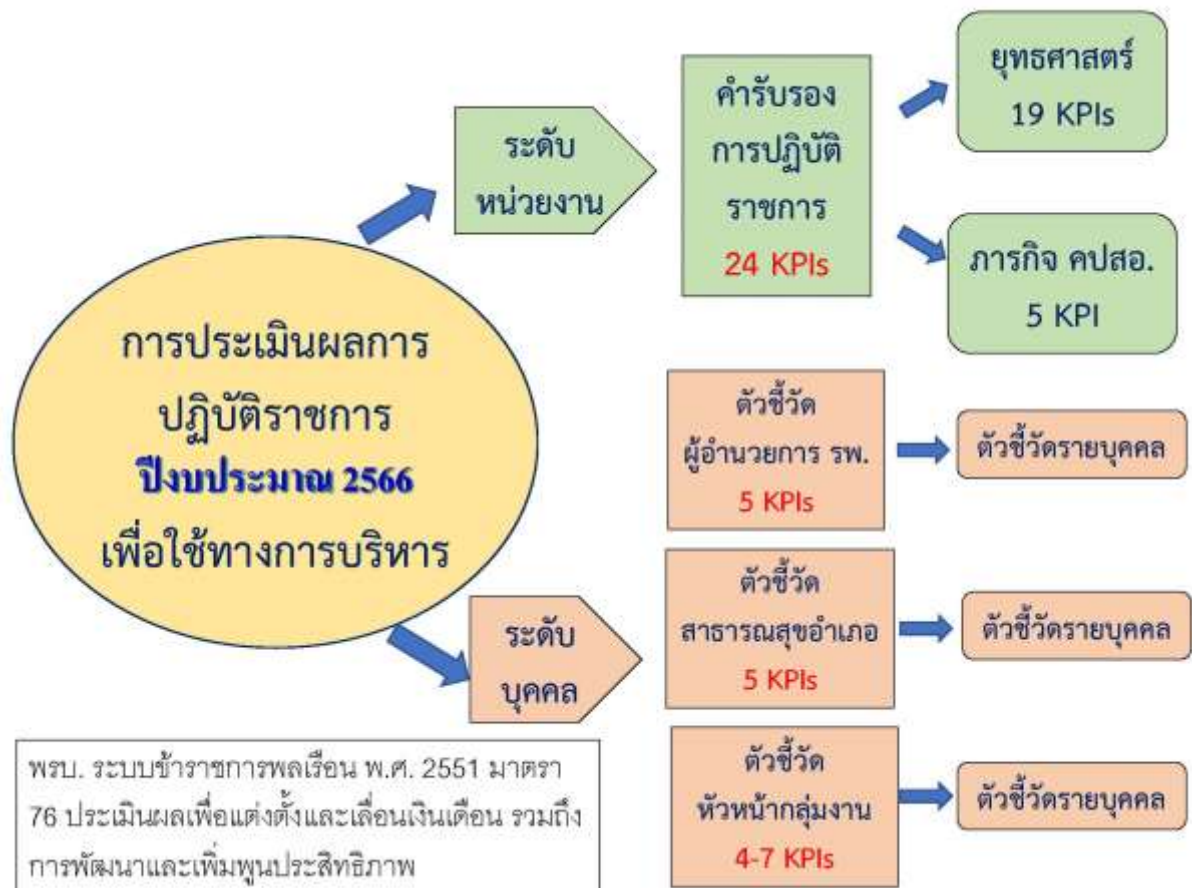 การประเมินผลการ
ปฏิบัติราชการ
ปีงบประมาณ 2566
เพื่อใช้ทางการบริหาร
ระดับ
หน่วยงาน
คำรับรอง
การปฏิบัติ
ราชการ
24 KPIs
ยุทธศาสตร์
19 KPIs
ภารกิจ คปสอ.
5 KPI
ระดับ
บุคคล
ตัวชี้วัด
ผู้อำนวยการ รพ.
5 KPIs
ตัวชี้วัดรายบุคคล
ตัวชี้วัด
สาธารณสุขอำเภอ
5 KPIs
ตัวชี้วัดรายบุคคล
ตัวชี้วัด
หัวหน้ากลุ่มงาน
4-7 KPIs
ตัวชี้วัดรายบุคคล
พรบ. ระบบข้าราชการพลเรือน พ.ศ. 2551 มาตรา
76 ประเมินผลเพื่อแต่งตั้งและเลื่อนเงินเดือน รวมถึง
การพัฒนาและเพิ่มพูนประสิทธิภาพ